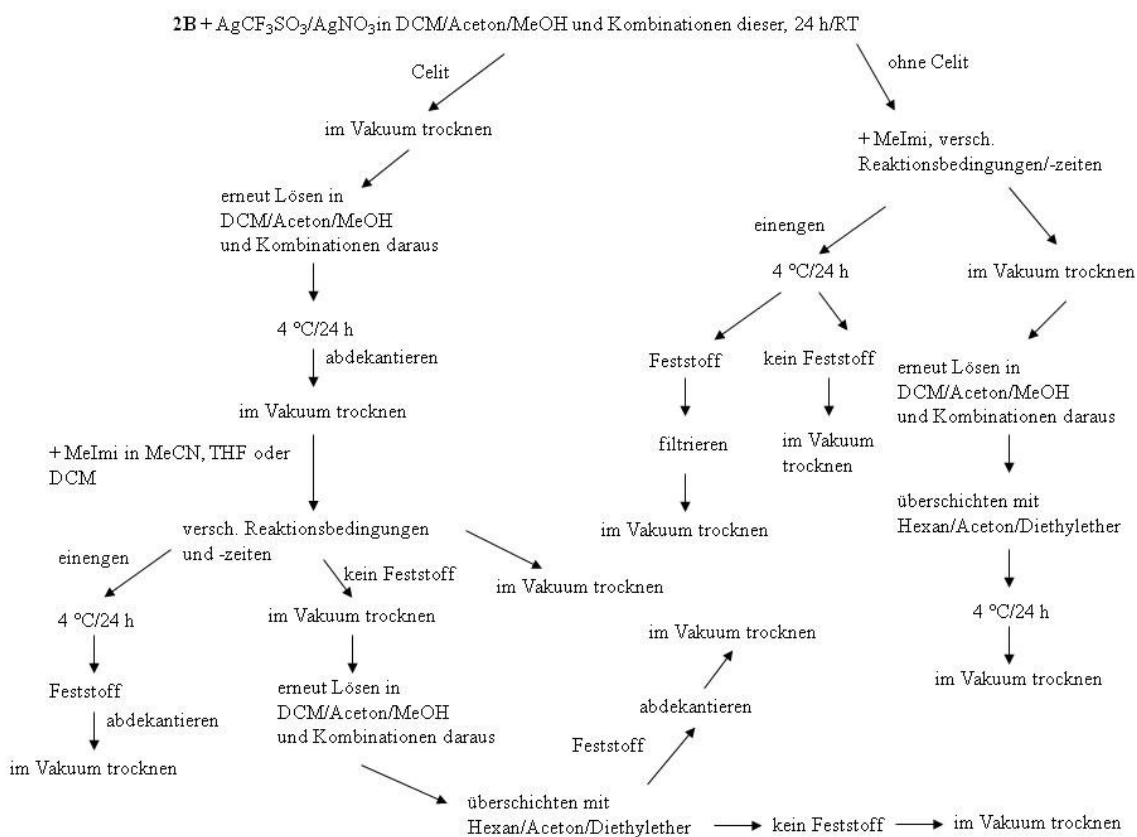 2B + AgCF3SO3/AgNO3in DCM/Aceton/MeOH und Kombinationen dieser, 24 h/RT
Celit
im Vakuum trocknen
erneut Lösen in
DCM/Aceton/MeOH
und Kombinationen daraus
4 °C/24 h
abdekantieren
im Vakuum trocknen
+ MeImi in MeCN, THF oder
DCM
versch. Reaktionsbedingungen
und -zeiten
einengen
4 °C/24 h
Feststoff
abdekantieren
im Vakuum trocknen
kein Feststoff
im Vakuum trocknen
erneut Lösen in
DCM/Aceton/MeOH
und Kombinationen daraus
überschichten mit
Hexan/Aceton/Diethylether
Feststoff
abdekantieren
im Vakuum trocknen
kein Feststoff
im Vakuum trocknen
im Vakuum trocknen
ohne Celit
+ MeImi, versch.
Reaktionsbedingungen/-zeiten
einengen
4 °C/24 h
Feststoff
filtrieren
im Vakuum trocknen
kein Feststoff
im Vakuum
trocknen
im Vakuum trocknen
erneut Lösen in
DCM/Aceton/MeOH
und Kombinationen daraus
überschichten mit
Hexan/Aceton/Diethylether
4 °C/24 h
im Vakuum trocknen